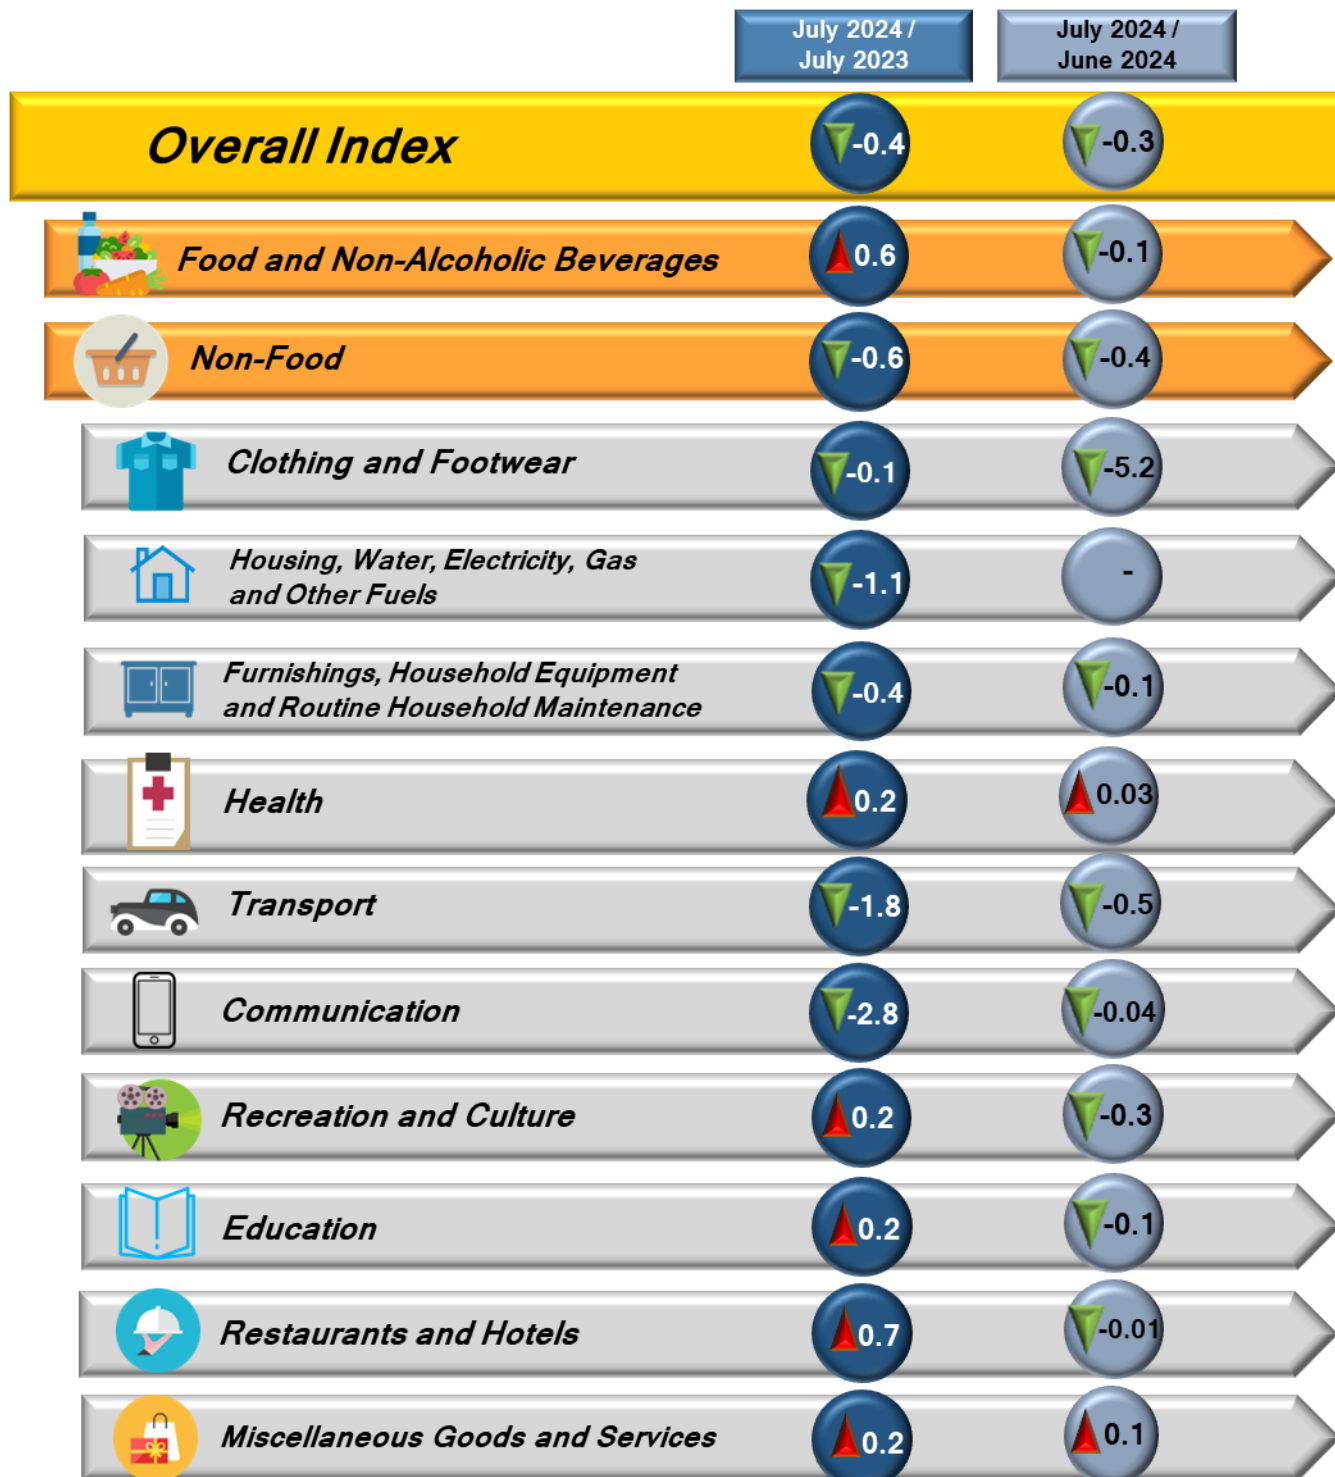 July 2024 /
July 2023
July 2024 /
June 2024
Overall Index -0.4 -0.3
Food and Non-Alcoholic Beverages 0.6 -0.1
Non-Food -0.6 -0.4
Clothing and Footwear -0.1 -5.2
Housing, Water, Electricity, Gas
and Other Fuels -1.1 -
Furnishings, Household Equipment
and Routine Household Maintenance -0.4 -0.1
Health 0.2 0.03
Transport -1.8 -0.5
Communication -2.8 -0.04
Recreation and Culture 0.2 -0.3
Education 0.2 -0.1
Restaurants and Hotels 0.7 -0.01
Miscellaneous Goods and Services 0.2 0.1